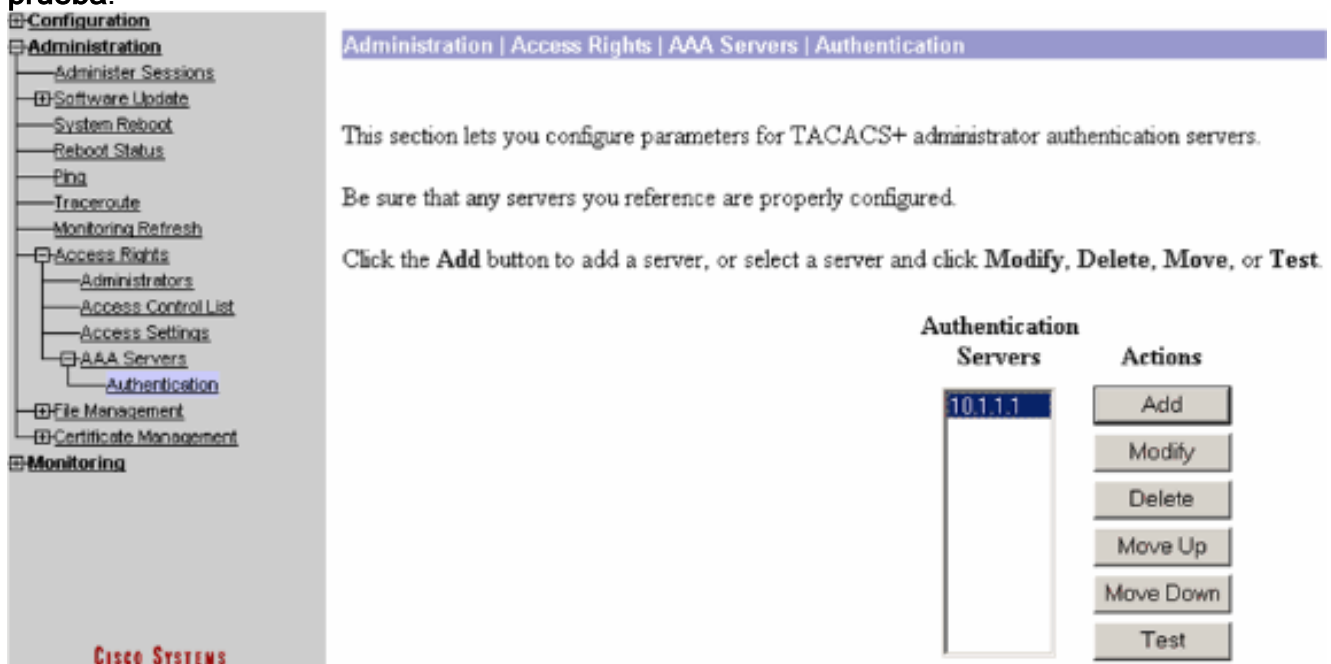 prueba.
Configuration
Administration
Administer Sessions
Software Update
System Reboot
Reboot Status
Ping
Traceroute
Monitoring Refresh
Access Rights
Administrators
Access Control List
Access Settings
AAA Servers
Authentication
File Management
Certificate Management
Monitoring
CISCO SYSTEMS
Administration | Access Rights | AAA Servers | Authentication
This section lets you configure parameters for TACACS+ administrator authentication servers.
Be sure that any servers you reference are properly configured.
Click the Add button to add a server, or select a server and click Modify, Delete, Move, or Test.
Authentication
Servers
Actions
10.1.1.1
Add
Modify
Delete
Move Up
Move Down
Test